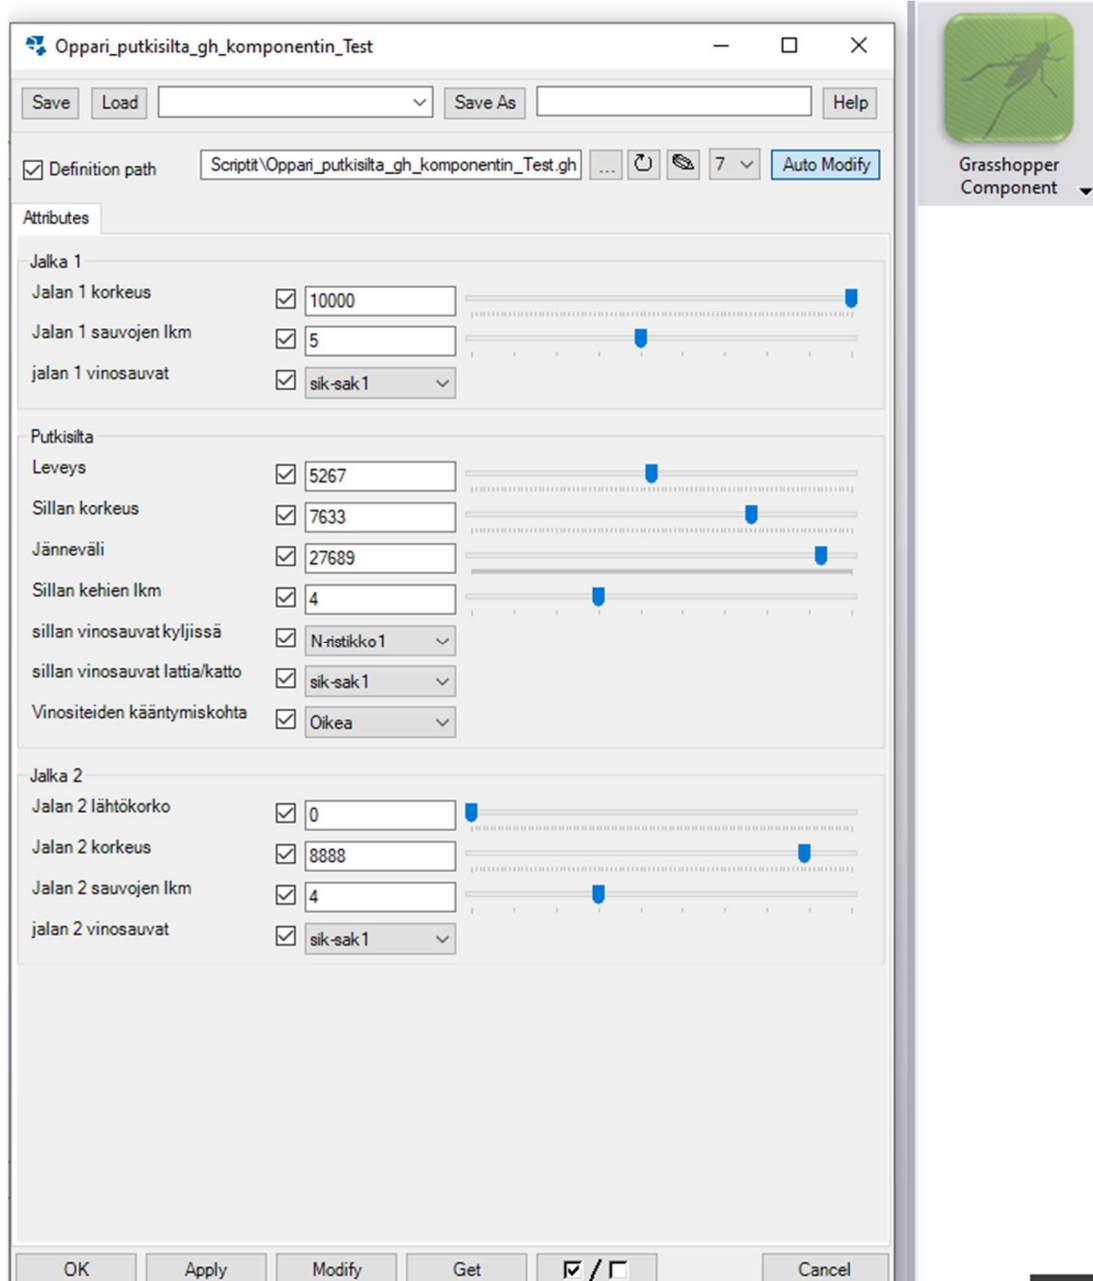 Oppari_putkisilta_gh_komponentin_Test
Save Load Save As Help
Definition path Scriptit\Oppari_putkisilta_gh_komponentin_Test.gh ... 7 Auto Modify
Attributes
Jalka 1
Jalan 1 korkeus 10000
Jalan 1 sauvojen lkm 5
jalan 1 vinosauvat sik-sak1
Putkisilta
Leveys 5267
Sillan korkeus 7633
Jänneväli 27689
Sillan kehien lkm 4
sillan vinosauvat kyljissä N-ristikko1
sillan vinosauvat lattia/katto sik-sak1
Vinositeiden kääntymiskohta Oikea
Jalka 2
Jalan 2 lähtökorko 0
Jalan 2 korkeus 8888
Jalan 2 sauvojen lkm 4
jalan 2 vinosauvat sik-sak1
OK Apply Modify Get / Cancel
Grasshopper
Component